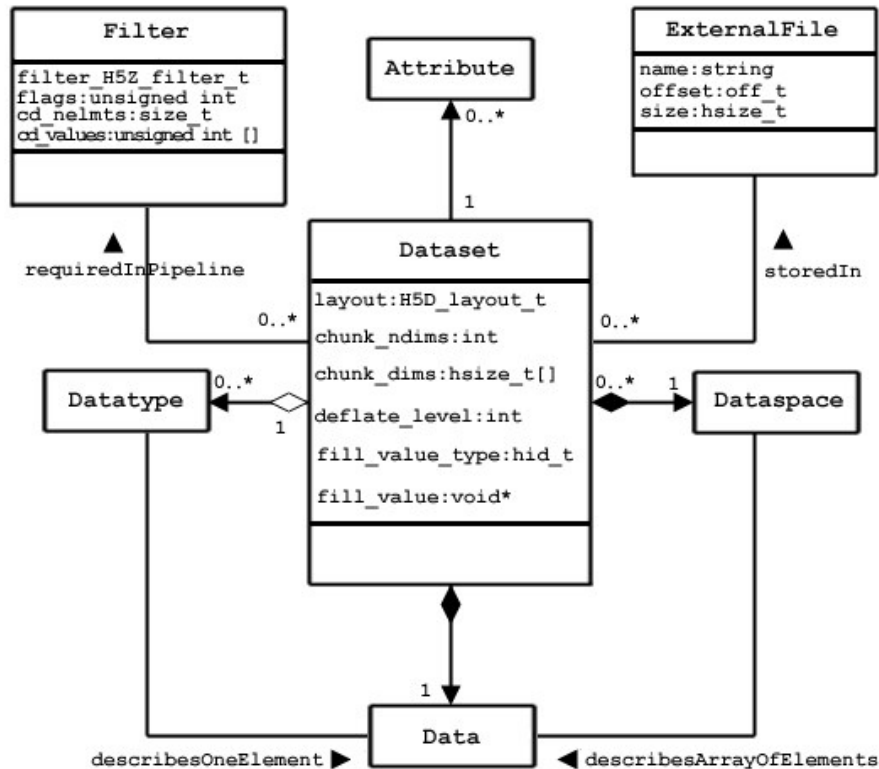 Filter
filter_H5Z_filter_t
flags:unsigned int
cd_nelmts:size_t
cd_values:unsigned int []
Attribute
0..*
1
ExternalFile
name:string
offset:off_t
size:hsize_t
requiredInPipeline
0..*
storedIn
0..*
Dataset
layout:H5D_layout_t
chunk_ndims:int
chunk_dims:hsize_t[]
deflate_level:int
fill_value_type:hid_t
fill_value:void*
Datatype
0..*
1
0..*
1
Dataspace
1
Data
describesOneElement
describesArrayOfElements